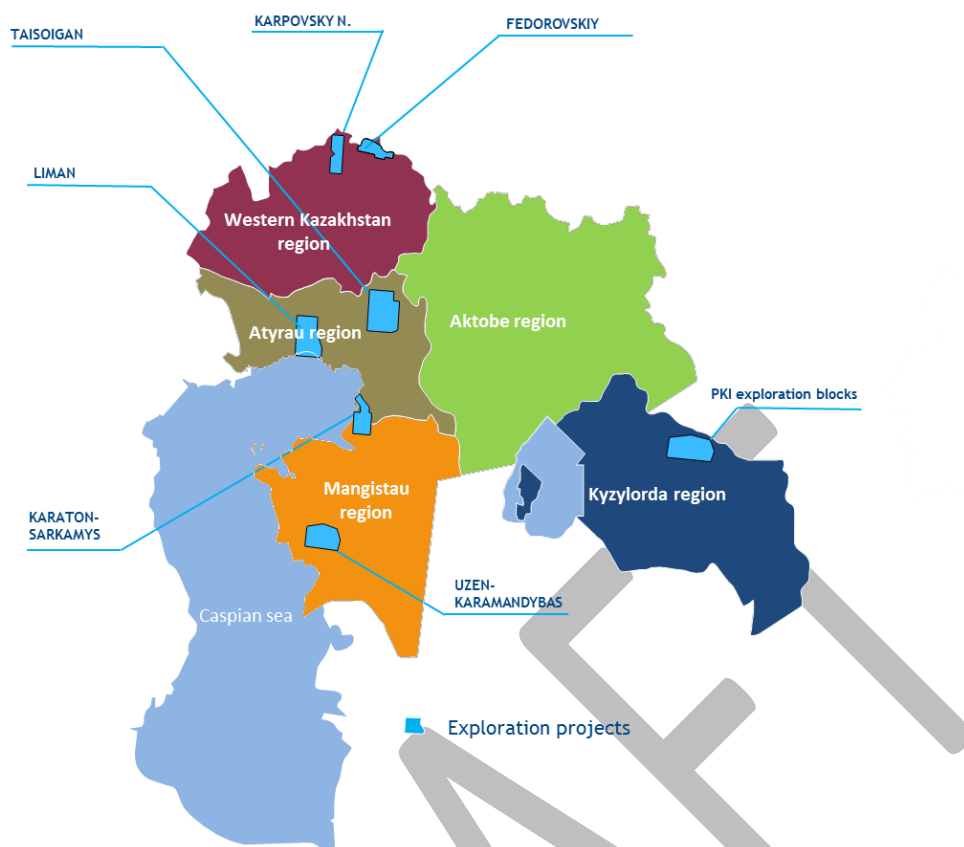 KARPOVSKY N.
FEDOROVSKIY
TAISOIGAN
LIMAN
Western Kazakhstan
region
Atyrau region
Aktobe region
PKI exploration blocks
Mangistau
region
Kyzylorda region
KARATON-
SARKAMYS
UZEN-
KARAMANDYBAS
Caspian sea
Exploration projects